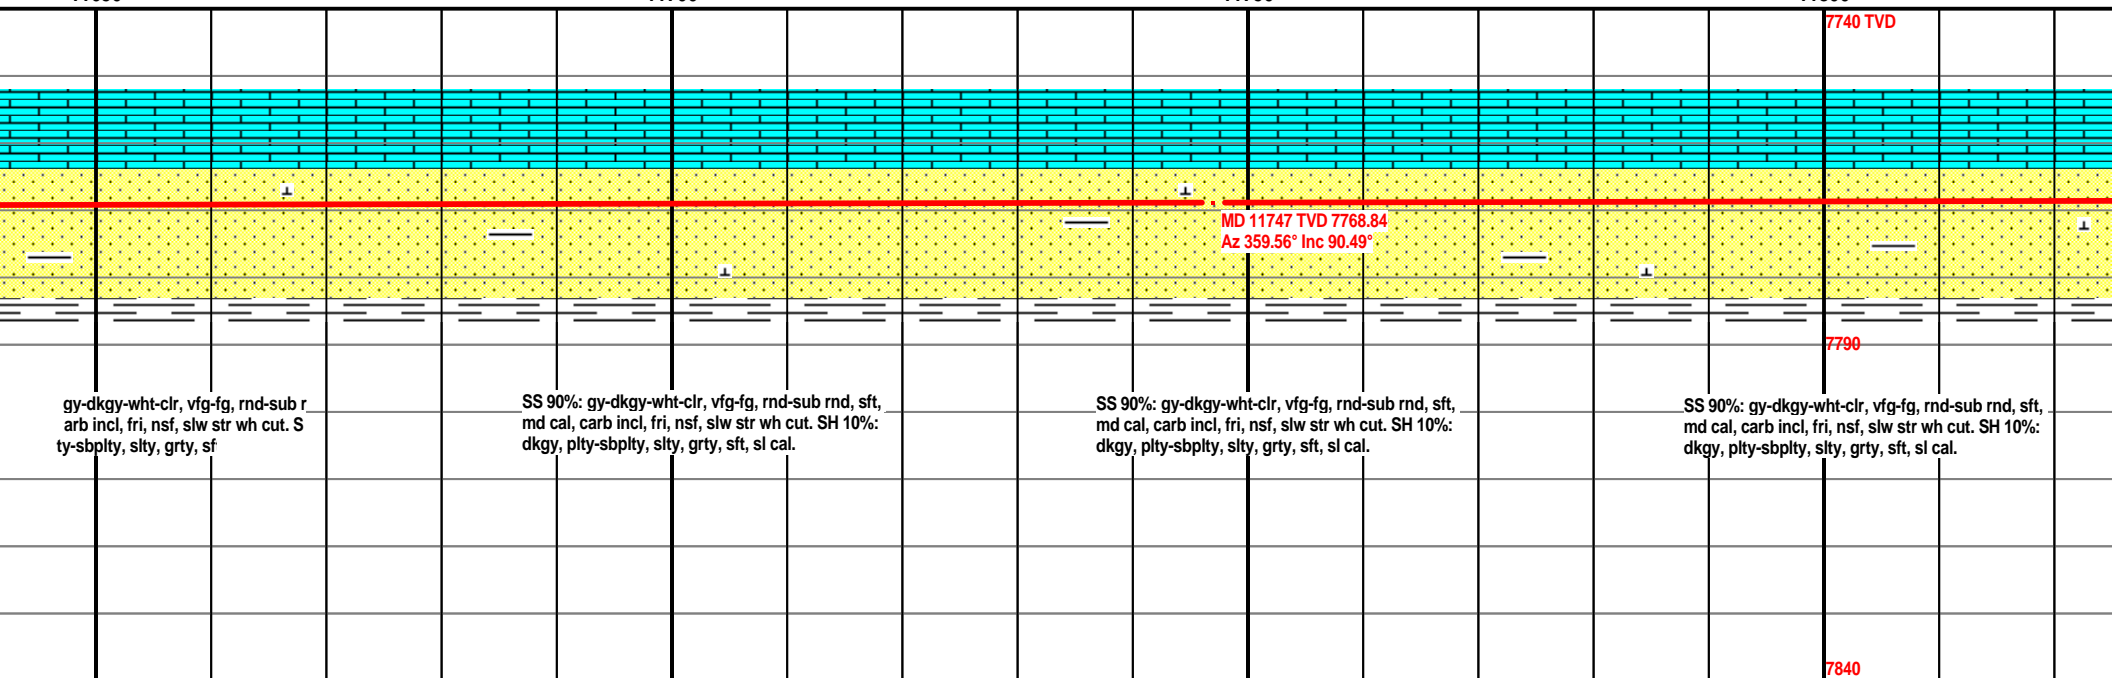 7740 TVD
MD 11747 TVD 7768.84
Az 359.56° Inc 90.49°
7790
gy-dkgy-wht-clr, vfg-fg, rnd-sub r
arb incl, fri, nsf, slw str wh cut. S
ty-sbplty, slty, grty, sf
SS 90%: gy-dkgy-wht-clr, vfg-fg, rnd-sub rnd, sft,
md cal, carb incl, fri, nsf, slw str wh cut. SH 10%:
dkgy, plty-sbplty, slty, grty, sft, sl cal.
SS 90%: gy-dkgy-wht-clr, vfg-fg, rnd-sub rnd, sft,
md cal, carb incl, fri, nsf, slw str wh cut. SH 10%:
dkgy, plty-sbplty, slty, grty, sft, sl cal.
SS 90%: gy-dkgy-wht-clr, vfg-fg, rnd-sub rnd, sft,
md cal, carb incl, fri, nsf, slw str wh cut. SH 10%:
dkgy, plty-sbplty, slty, grty, sft, sl cal.
7840